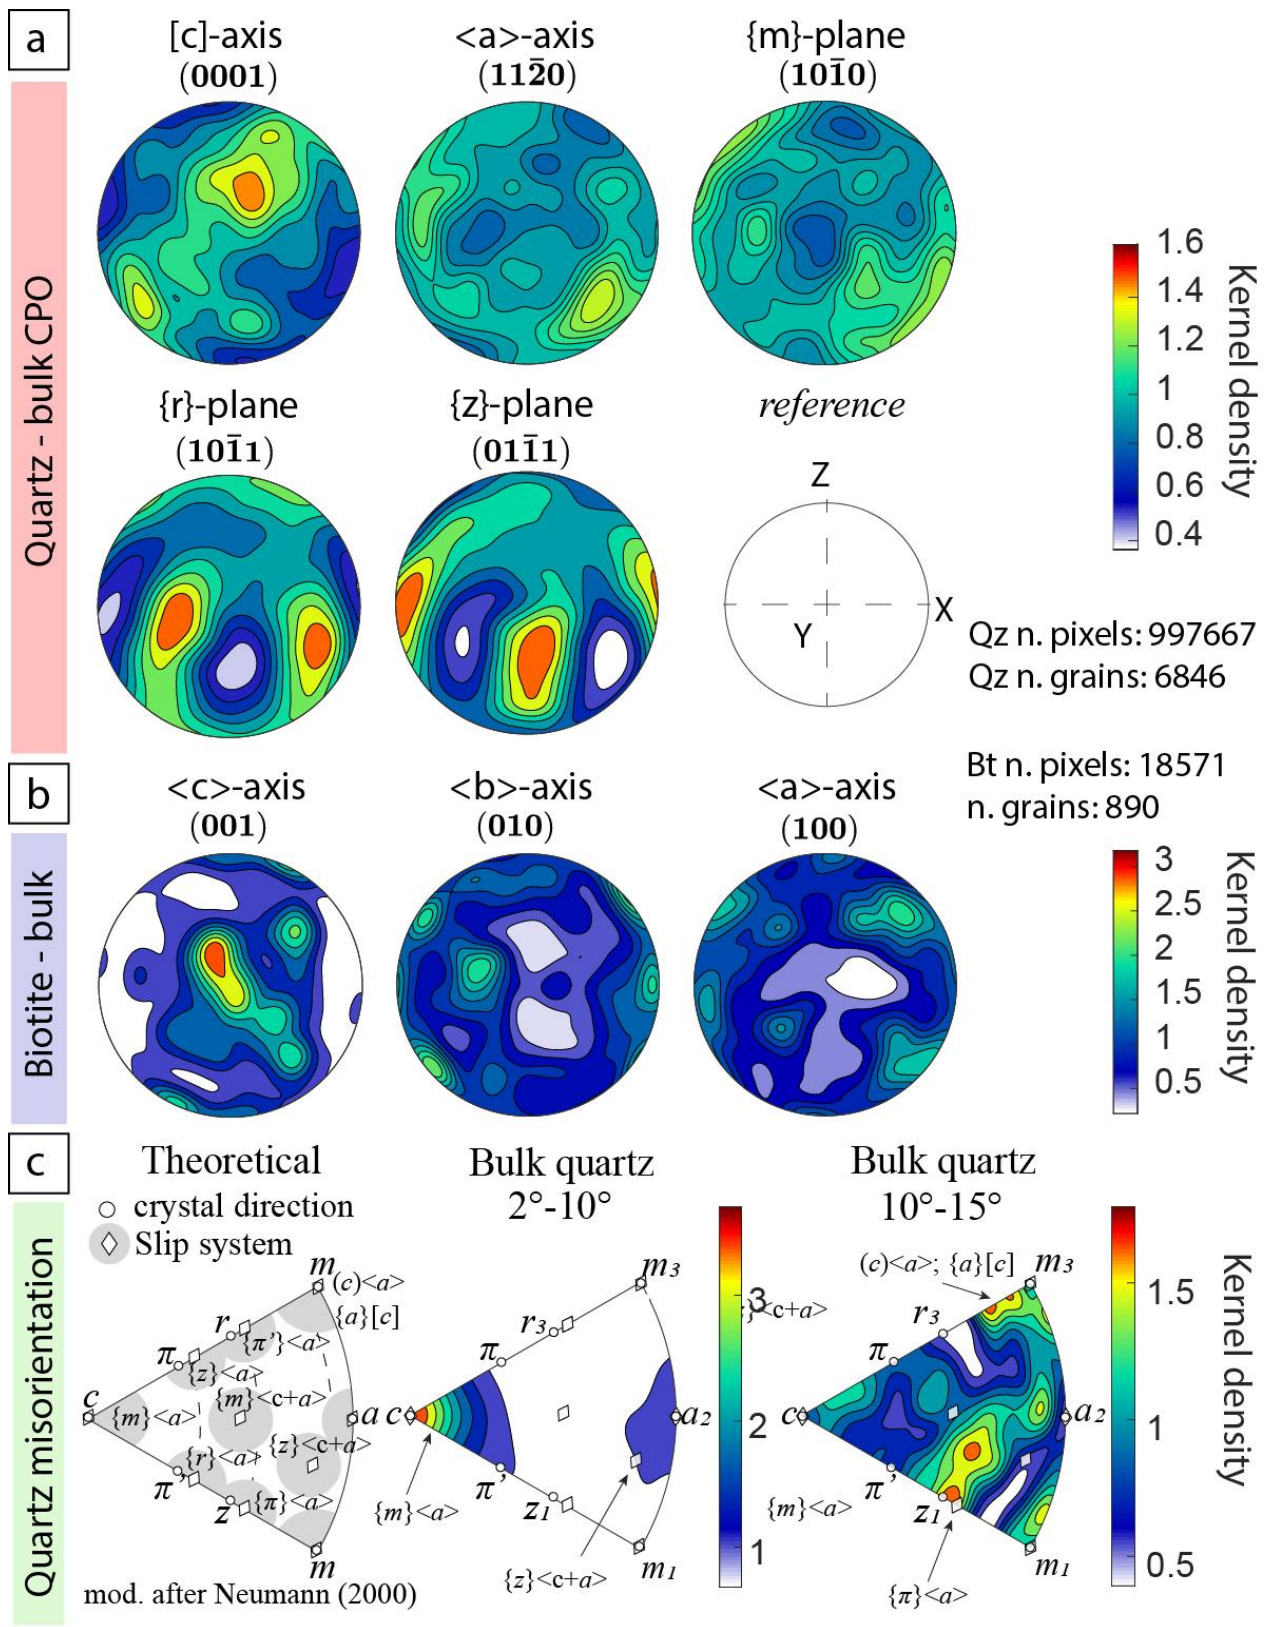 a
Quartz - bulk CPO
[c]-axis
(0001)
<a>-axis
(112̄0)
{m}-plane
(101̄0)
1.6
1.4
1.2
1
0.8
0.6
0.4
Kernel density
{r}-plane
(101̄1)
{z}-plane
(011̄1)
reference
Z
X
Y
Qz n. pixels: 997667
Qz n. grains: 6846
b
Biotite - bulk
<c>-axis
(001)
<b>-axis
(010)
<a>-axis
(100)
Bt n. pixels: 18571
n. grains: 890
3
2.5
2
1.5
1
0.5
Kernel density
c
Quartz misorientation
Theoretical
crystal direction
Slip system
m
(c)<a>
{a}[c]
r
{π'}<a>
π
{z}<a>
c
{m}<c+a>
{m}<a>
a
{r}<a>
{z}<c+a>
π'
{π}<a>
z
m
mod. after Neumann (2000)
Bulk quartz
2°-10°
m3
r3
π
c
a2
π'
z1
m1
{m}<a>
{z}<c+a>
3
2
1
Bulk quartz
10°-15°
(c)<a>; {a}[c]
m3
}<c+a>
r3
π
c
a2
π'
{m}<a>
z1
m1
{π}<a>
1.5
1
0.5
Kernel density